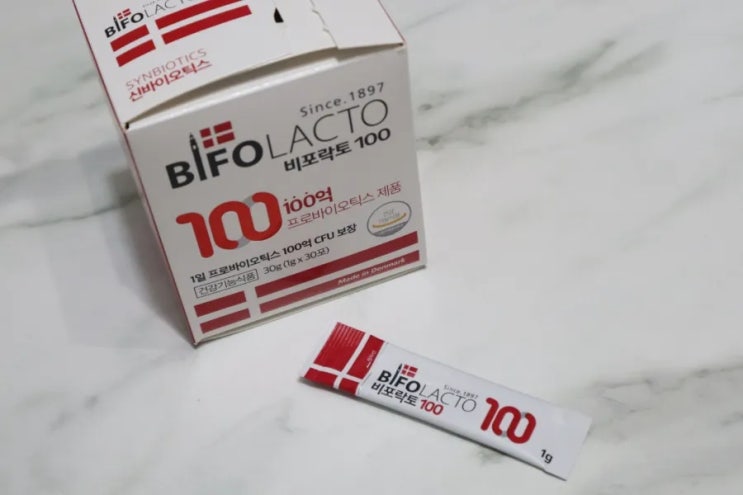 BIFOLACTO
SYNBIOTICS
신바이오틱스
Since.1897
BIFOLACTO
비포락토 100
100 100억
프로바이오틱스 제품
1일 프로바이오틱스 100억 CFU 보장
건강기능식품 30g (1g x 30포)
Made in Denmark
Since.1897
BIFOLACTO
비포락토 100
100
1g